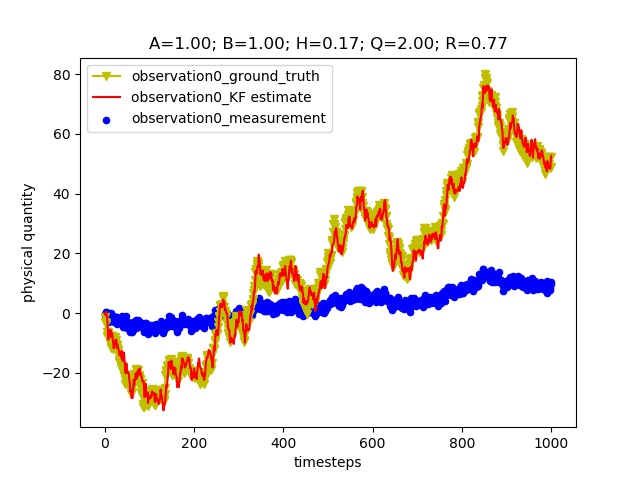 A=1.00; B=1.00; H=0.17; Q=2.00; R=0.77
observation0_ground_truth
observation0_KF estimate
observation0_measurement
physical quantity
80
60
40
20
0
−20
0 200 400 600 800 1000
timesteps